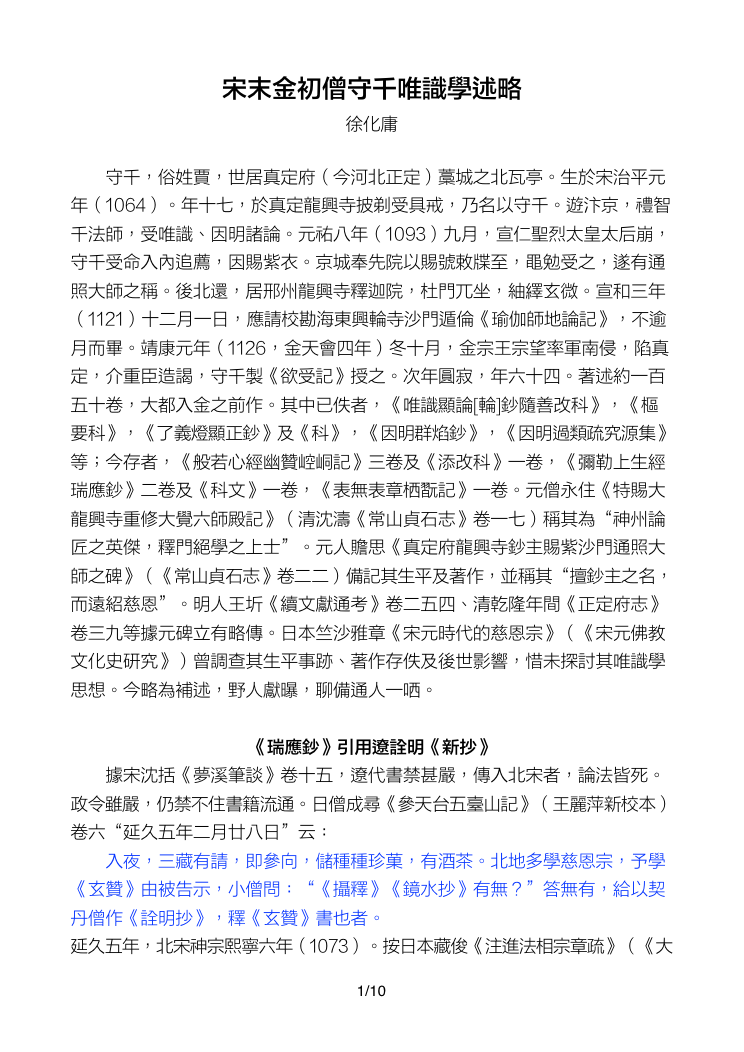 宋末金初僧守千唯識學述略
徐化庸
守千，俗姓賈，世居真定府（今河北正定）藁城之北瓦亭。生於宋治平元
年（1064）。年十七，於真定龍興寺披剃受具戒，乃名以守千。遊汴京，禮智
千法師，受唯識、因明諸論。元祐八年（1093）九月，宣仁聖烈太皇太后崩，
守千受命入內追薦，因賜紫衣。京城奉先院以賜號敕牒至，黽勉受之，遂有通
照大師之稱。後北還，居邢州龍興寺釋迦院，杜門兀坐，紬繹玄微。宣和三年
（1121）十二月一日，應請校勘海東興輪寺沙門遁倫《瑜伽師地論記》，不逾
月而畢。靖康元年（1126，金天會四年）冬十月，金宗王宗望率軍南侵，陷真
定，介重臣造謁，守千製《欲受記》授之。次年圓寂，年六十四。著述約一百
五十卷，大都入金之前作。其中已佚者，《唯識顯論[輪]鈔隨善改科》，《樞
要科》，《了義燈顯正鈔》及《科》，《因明群焰鈔》，《因明過類疏究源集》
等；今存者，《般若心經幽贊崆峒記》三卷及《添改科》一卷，《彌勒上生經
瑞應鈔》二卷及《科文》一卷，《表無表章栖翫記》一卷。元僧永住《特賜大
龍興寺重修大覺六師殿記》（清沈濤《常山貞石志》卷一七）稱其為“神州論
匠之英傑，釋門絕學之上士”。元人贍思《真定府龍興寺鈔主賜紫沙門通照大
師之碑》（《常山貞石志》卷二二）備記其生平及著作，並稱其“擅鈔主之名，
而遠紹慈恩”。明人王圻《續文獻通考》卷二五四、清乾隆年間《正定府志》
卷三九等據元碑立有略傳。日本竺沙雅章《宋元時代的慈恩宗》（《宋元佛教
文化史研究》）曾調查其生平事跡、著作存佚及後世影響，惜未探討其唯識學
思想。今略為補述，野人獻曝，聊備通人一哂。
《瑞應鈔》引用遼詮明《新抄》
據宋沈括《夢溪筆談》卷十五，遼代書禁甚嚴，傳入北宋者，論法皆死。
政令雖嚴，仍禁不住書籍流通。日僧成尋《參天台五臺山記》（王麗萍新校本）
卷六“延久五年二月廿八日”云：
入夜，三藏有請，即參向，儲種種珍菓，有酒茶。北地多學慈恩宗，予學
《玄贊》由被告示，小僧問：“《攝釋》《鏡水抄》有無？”答無有，給以契
丹僧作《詮明抄》，釋《玄贊》書也者。
延久五年，北宋神宗熙寧六年（1073）。按日本藏俊《注進法相宗章疏》（《大
1/10